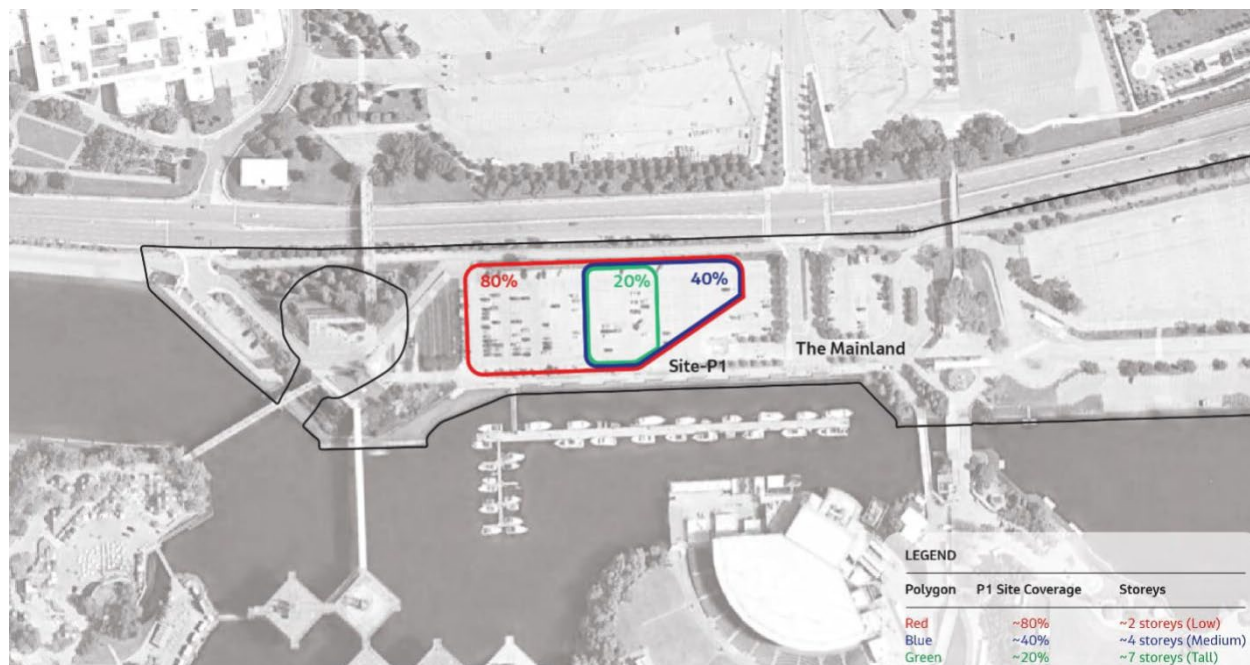 80%
20%
40%
Site-P1
The Mainland
LEGEND
Polygon P1 Site Coverage Storeys
Red ~80% ~2 storeys (Low)
Blue ~40% ~4 storeys (Medium)
Green ~20% ~7 storeys (Tall)